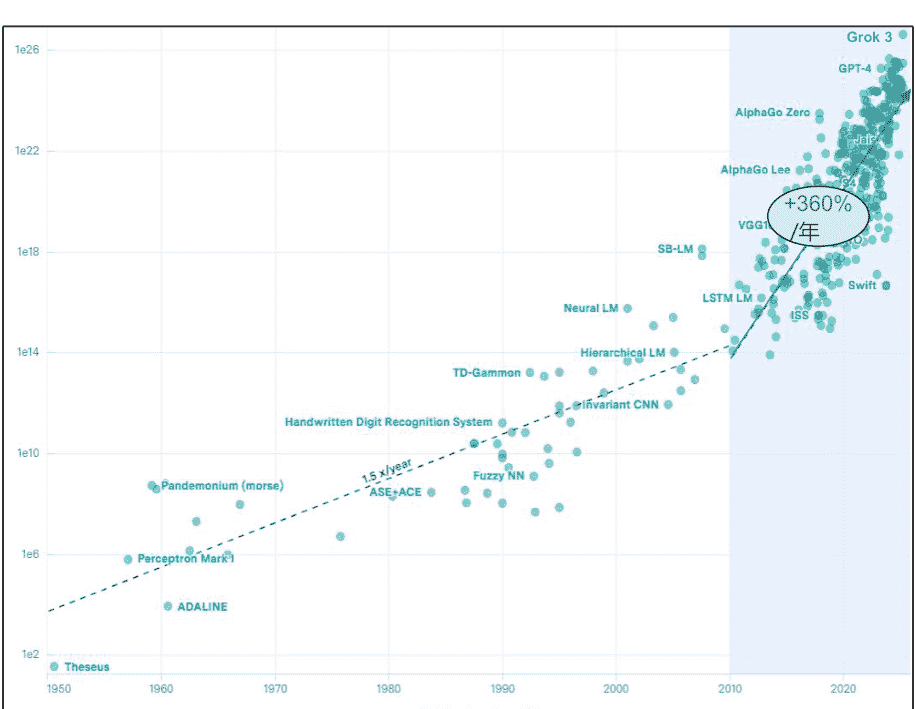 Grok 3
1e26
GPT-4
AlphaGo Zero
1e22
Jais
AlphaGo Lee
+360%
/年
VGG1
1e18
SB-LM
Swift
LSTM LM
Neural LM
ISS
1e14
Hierarchical LM
TD-Gammon
Invariant CNN
Handwritten Digit Recognition System
1e10
1.5 x/year
Fuzzy NN
Pandemonium (morse)
ASE+ACE
1e6
Perceptron Mark I
ADALINE
1e2
Theseus
1950 1960 1970 1980 1990 2000 2010 2020